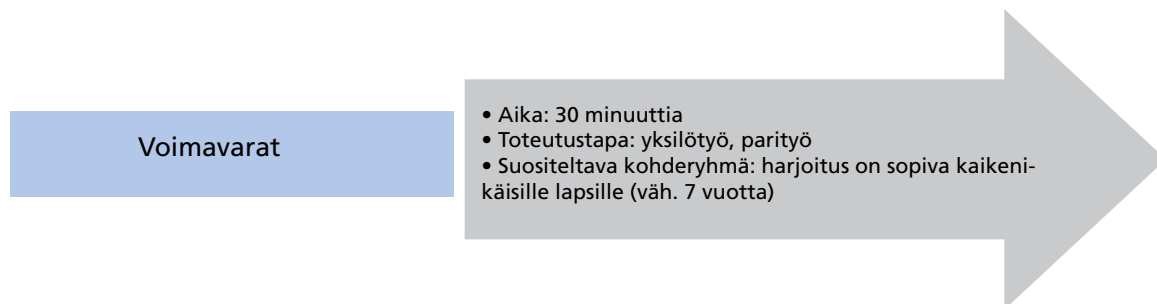 Voimavarat
• Aika: 30 minuuttia
• Toteutustapa: yksilötyö, parityö
• Suositeltava kohderyhmä: harjoitus on sopiva kaikeni-
käisille lapsille (väh. 7 vuotta)